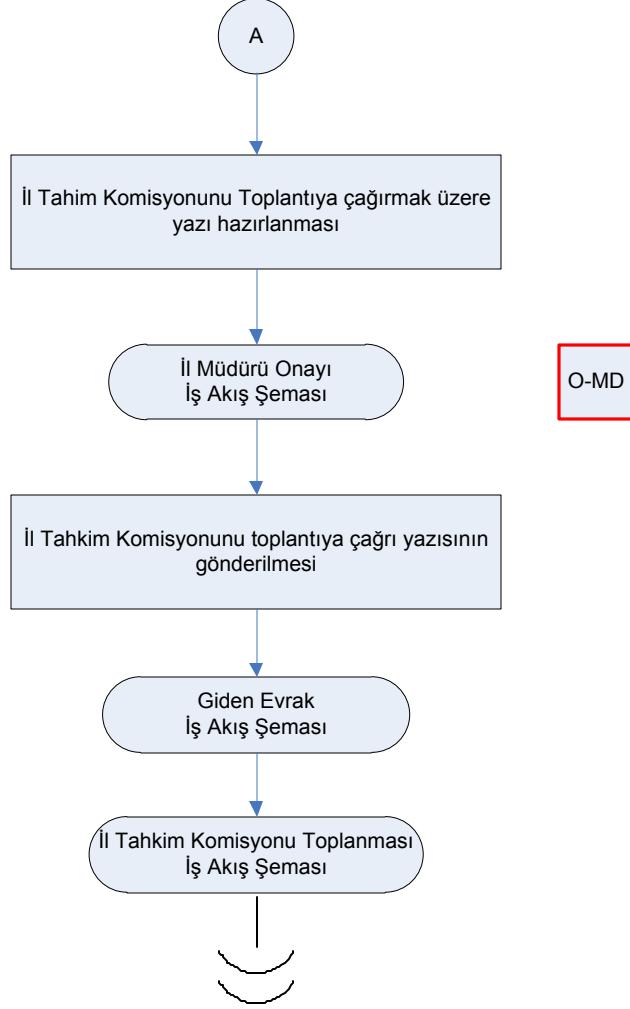 A
İl Tahim Komisyonunu Toplantıya çağırmak üzere
yazı hazırlanması
İl Müdürü Onayı
İş Akış Şeması
O-MD
İl Tahkim Komisyonunu toplantıya çağrı yazısının
gönderilmesi
Giden Evrak
İş Akış Şeması
İl Tahkim Komisyonu Toplanması
İş Akış Şeması